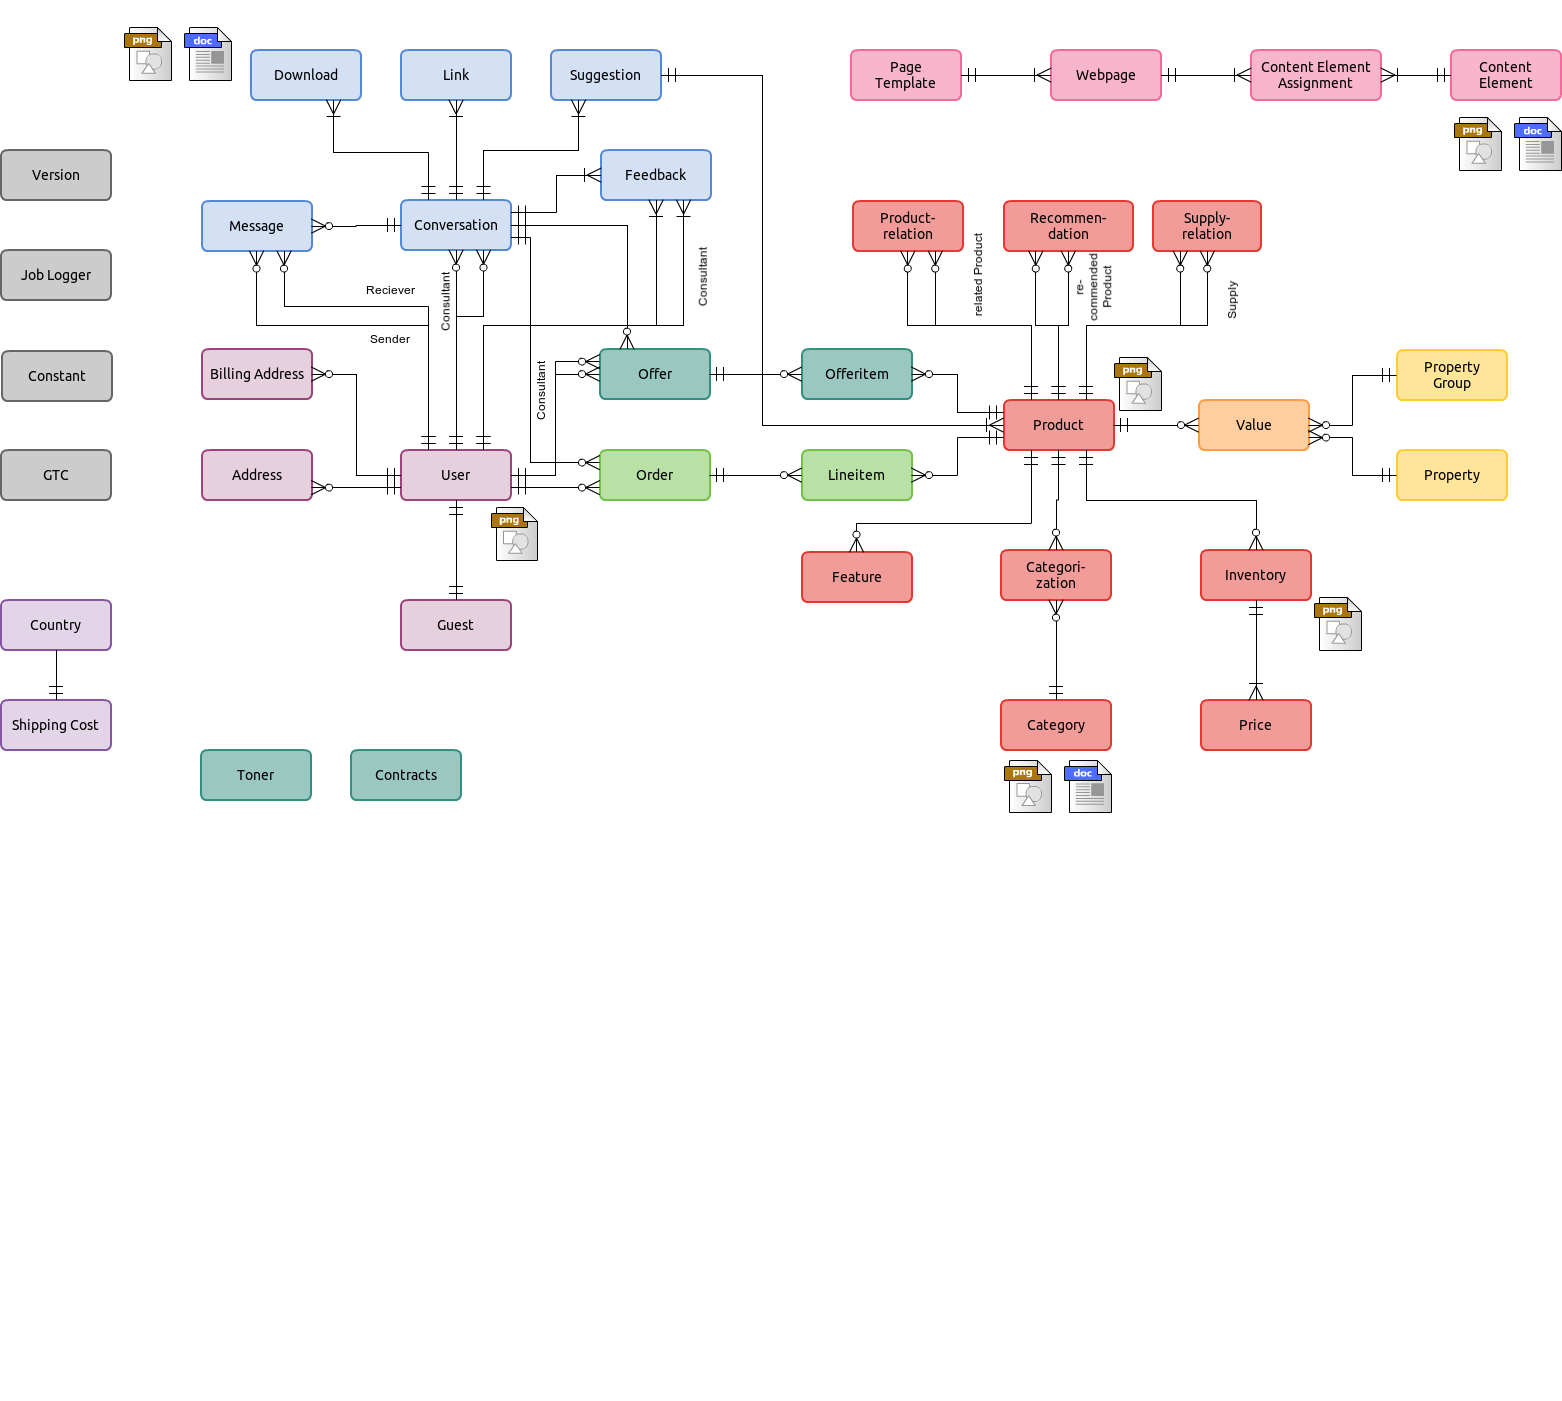 png
doc
Download
Link
Suggestion
Page
Template
Webpage
Content Element
Assignment
Content
Element
png
doc
Version
Feedback
Message
Conversation
Product-
relation
Recommen-
dation
Supply-
relation
Job Logger
Reciever
Consultant
Consultant
related Product
re-
commended
Product
Supply
Sender
Constant
Billing Address
Consultant
Offer
Offeritem
png
Property
Group
Product
Value
GTC
Address
User
Order
Lineitem
Property
png
Feature
Categori-
zation
Inventory
Country
Guest
png
Shipping Cost
Category
Price
Toner
Contracts
png
doc